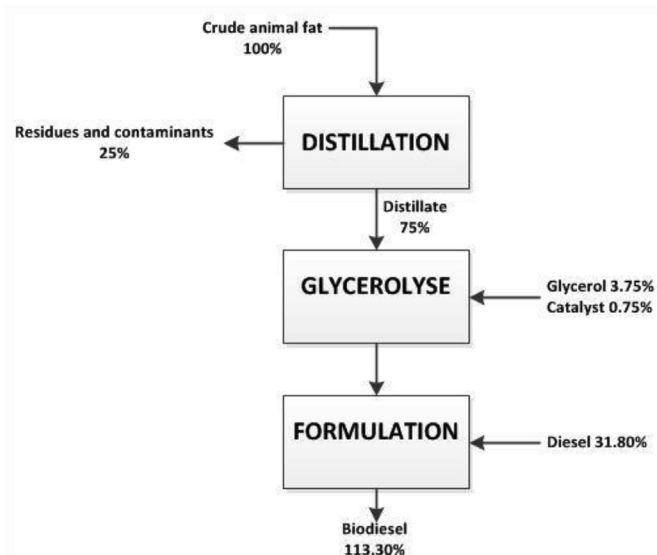 Crude animal fat
100%
DISTILLATION
Residues and contaminants
25%
Distillate
75%
GLYCEROLYSE
Glycerol 3.75%
Catalyst 0.75%
FORMULATION
Diesel 31.80%
Biodiesel
113.30%